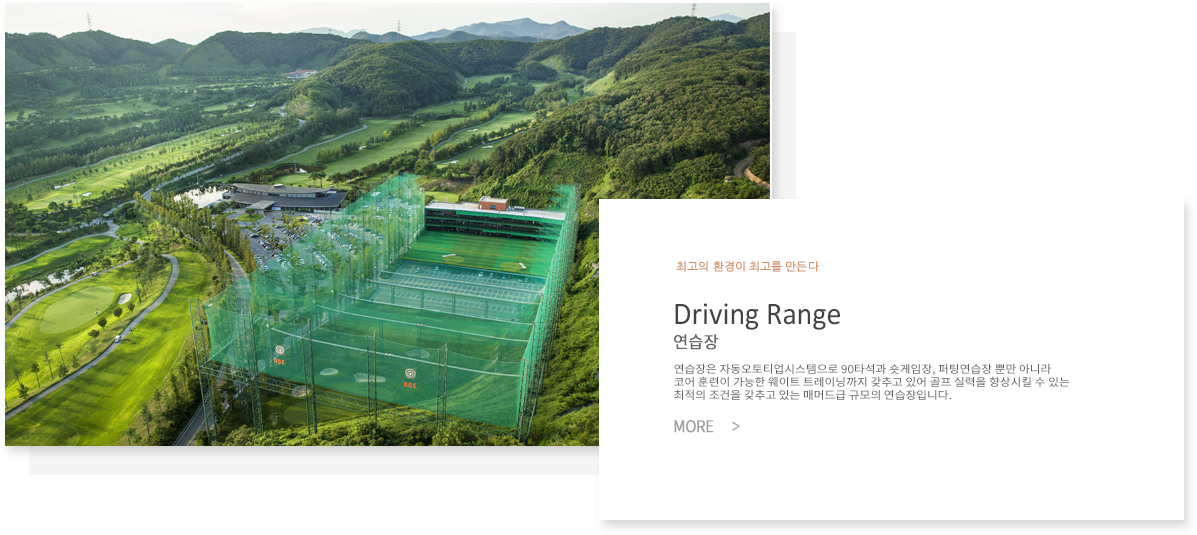 최고의 환경이 최고를 만든다
Driving Range
연습장
연습장은 자동오토티업시스템으로 90타석과 숏게임장, 퍼팅연습장 뿐만 아니라
코어 훈련이 가능한 웨이트 트레이닝까지 갖추고 있어 골프 실력을 향상시킬 수 있는
최적의 조건을 갖추고 있는 매머드급 규모의 연습장입니다.
MORE >